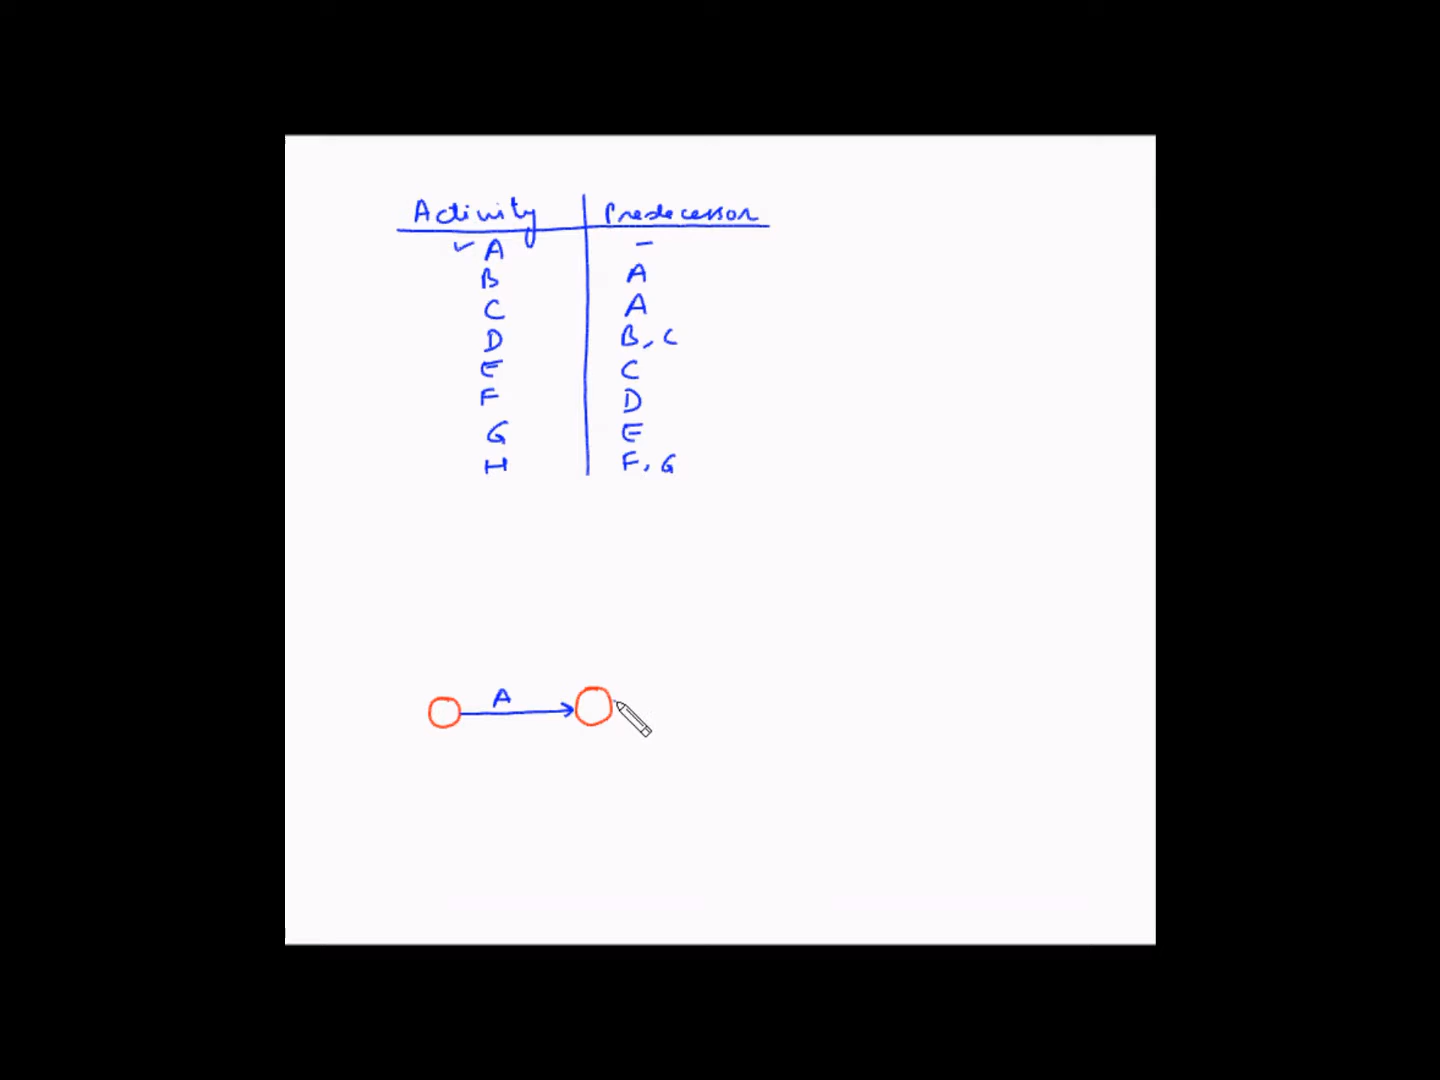 Activity Predecessor
✓ A –
B A
C A
D B, C
E C
F D
G E
H F, G
A